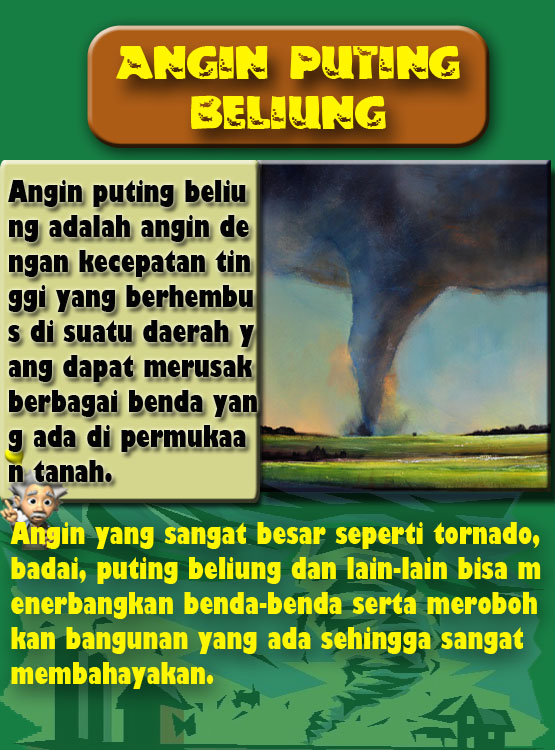 ANGIN PUTING
BELIUNG
Angin puting beliu
ng adalah angin de
ngan kecepatan tin
ggi yang berhembu
s di suatu daerah y
ang dapat merusak
berbagai benda yan
g ada di permukaa
n tanah.
Angin yang sangat besar seperti tornado,
badai, puting beliung dan lain-lain bisa m
enerbangkan benda-benda serta meroboh
kan bangunan yang ada sehingga sangat
membahayakan.